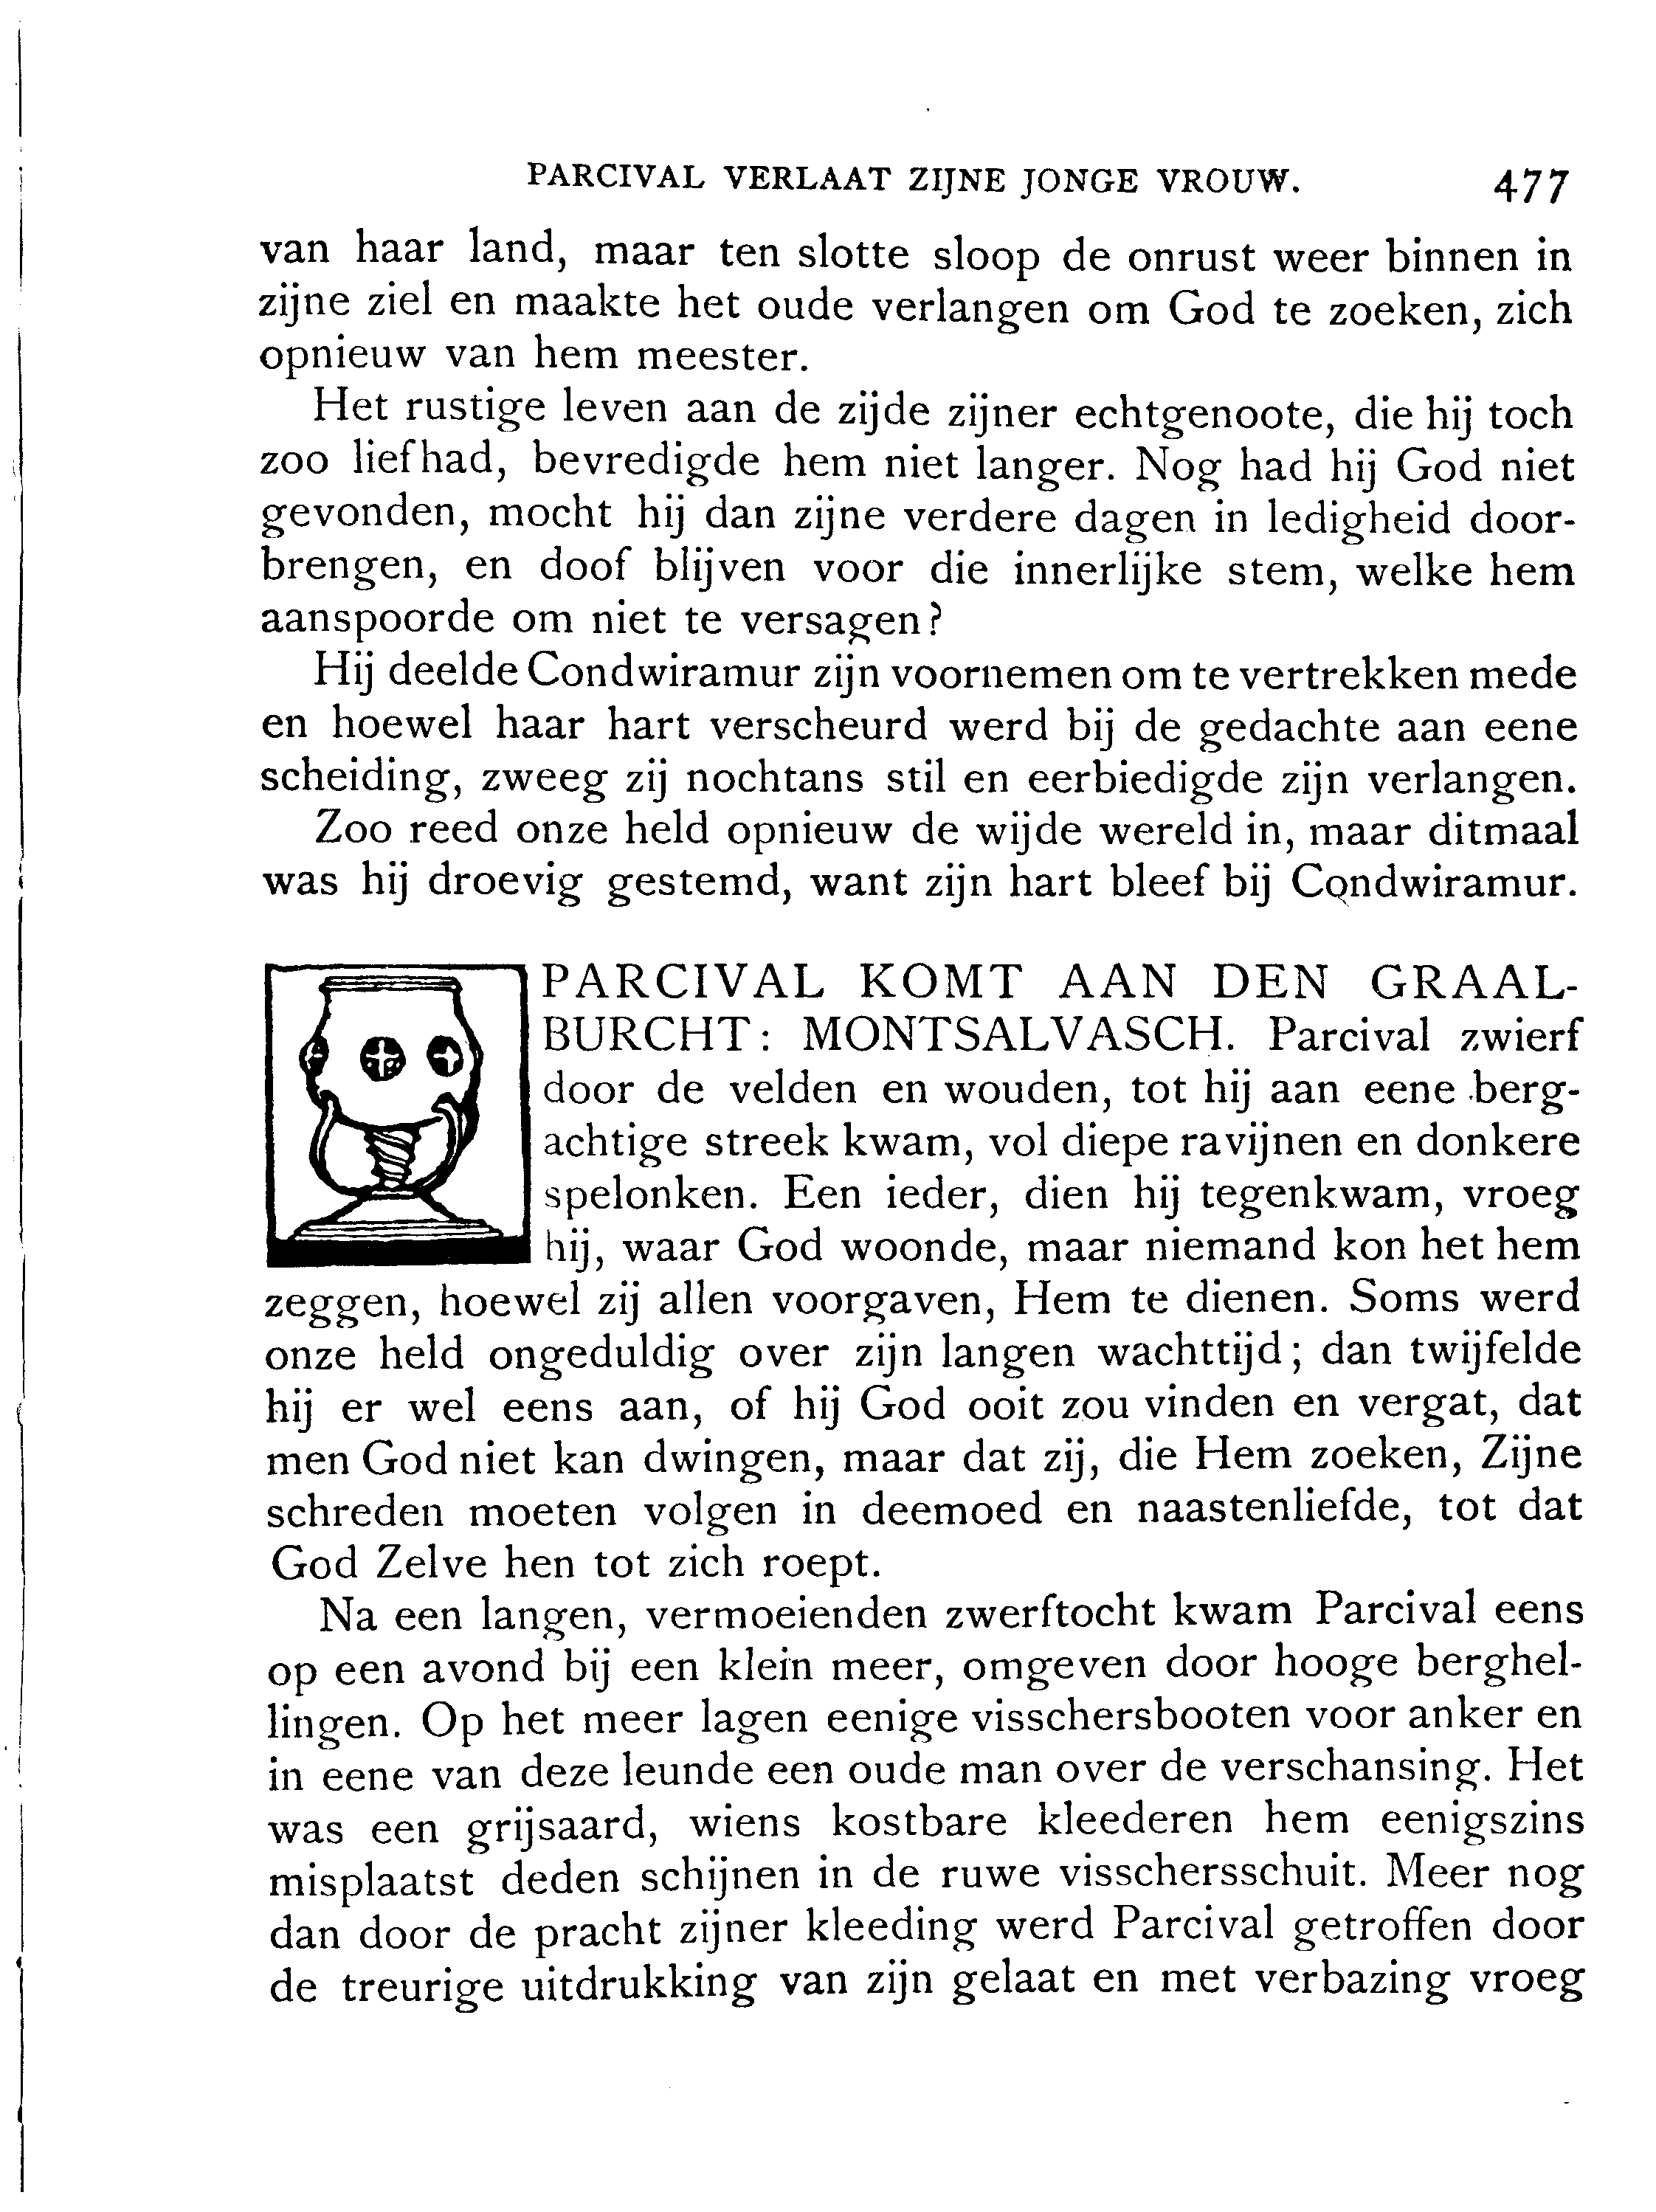 PARCIVAL VERLAAT ZIJNE JONGE VROUW. 477
van haar land, maar ten slotte sloop de onrust weer binnen in
zijne ziel en maakte het oude verlangen om God te zoeken, zich
opnieuw van hem meester.
Het rustige leven aan de zijde zijner echtgenoote, die hij toch
zoo liefhad, bevredigde hem niet langer. Nog had hij God niet
gevonden, mocht hij dan zijne verdere dagen in ledigheid door-
brengen, en doof blijven voor die innerlijke stem, welke hem
aanspoorde om niet te versagen?
Hij deelde Condwiramur zijn voornemen om te vertrekken mede
en hoewel haar hart verscheurd werd bij de gedachte aan eene
scheiding, zweeg zij nochtans stil en eerbiedigde zijn verlangen.
Zoo reed onze held opnieuw de wijde wereld in, maar ditmaal
was hij droevig gestemd, want zijn hart bleef bij Condwiramur.
PARCIVAL KOMT AAN DEN GRAAL-
BURCHT: MONTSALVASCH. Parcival zwierf
door de velden en wouden, tot hij aan eene berg-
achtige streek kwam, vol diepe ravijnen en donkere
spelonken. Een ieder, dien hij tegenkwam, vroeg
hij, waar God woonde, maar niemand kon het hem
zeggen, hoewel zij allen voorgaven, Hem te dienen. Soms werd
onze held ongeduldig over zijn langen wachttijd; dan twijfelde
hij er wel eens aan, of hij God ooit zou vinden en vergat, dat
men God niet kan dwingen, maar dat zij, die Hem zoeken, Zijne
schreden moeten volgen in deemoed en naastenliefde, tot dat
God Zelve hen tot zich roept.
Na een langen, vermoeienden zwerftocht kwam Parcival eens
op een avond bij een klein meer, omgeven door hooge berghel-
lingen. Op het meer lagen eenige visschersbooten voor anker en
in eene van deze leunde een oude man over de verschansing. Het
was een grijsaard, wiens kostbare kleederen hem eenigszins
misplaatst deden schijnen in de ruwe visschersschuit. Meer nog
dan door de pracht zijner kleeding werd Parcival getroffen door
de treurige uitdrukking van zijn gelaat en met verbazing vroeg